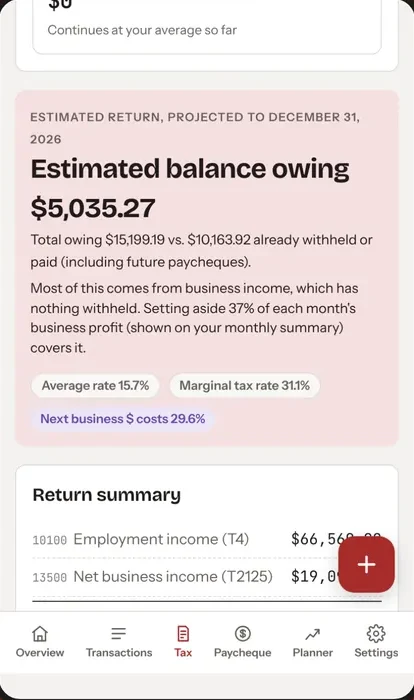 $0
Continues at your average so far
ESTIMATED RETURN, PROJECTED TO DECEMBER 31,
2026
Estimated balance owing
$5,035.27
Total owing $15,199.19 vs. $10,163.92 already withheld or
paid (including future paycheques).
Most of this comes from business income, which has
nothing withheld. Setting aside 37% of each month's
business profit (shown on your monthly summary)
covers it.
Average rate 15.7% Marginal tax rate 31.1%
Next business $ costs 29.6%
Return summary
10100 Employment income (T4)
13500 Net business income (T2125)
Overview Transactions Tax Paycheque Planner Settings